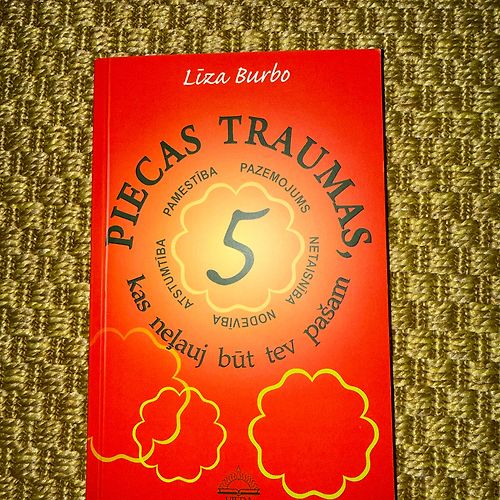 Līza Burbo
PIECAS TRAUMAS,
PAMESTĪBA PAZEMOJUMS
ATSTUMTĪBA NETAISNĪBA NODEVĪBA
5
kas neļauj būt tev pašam